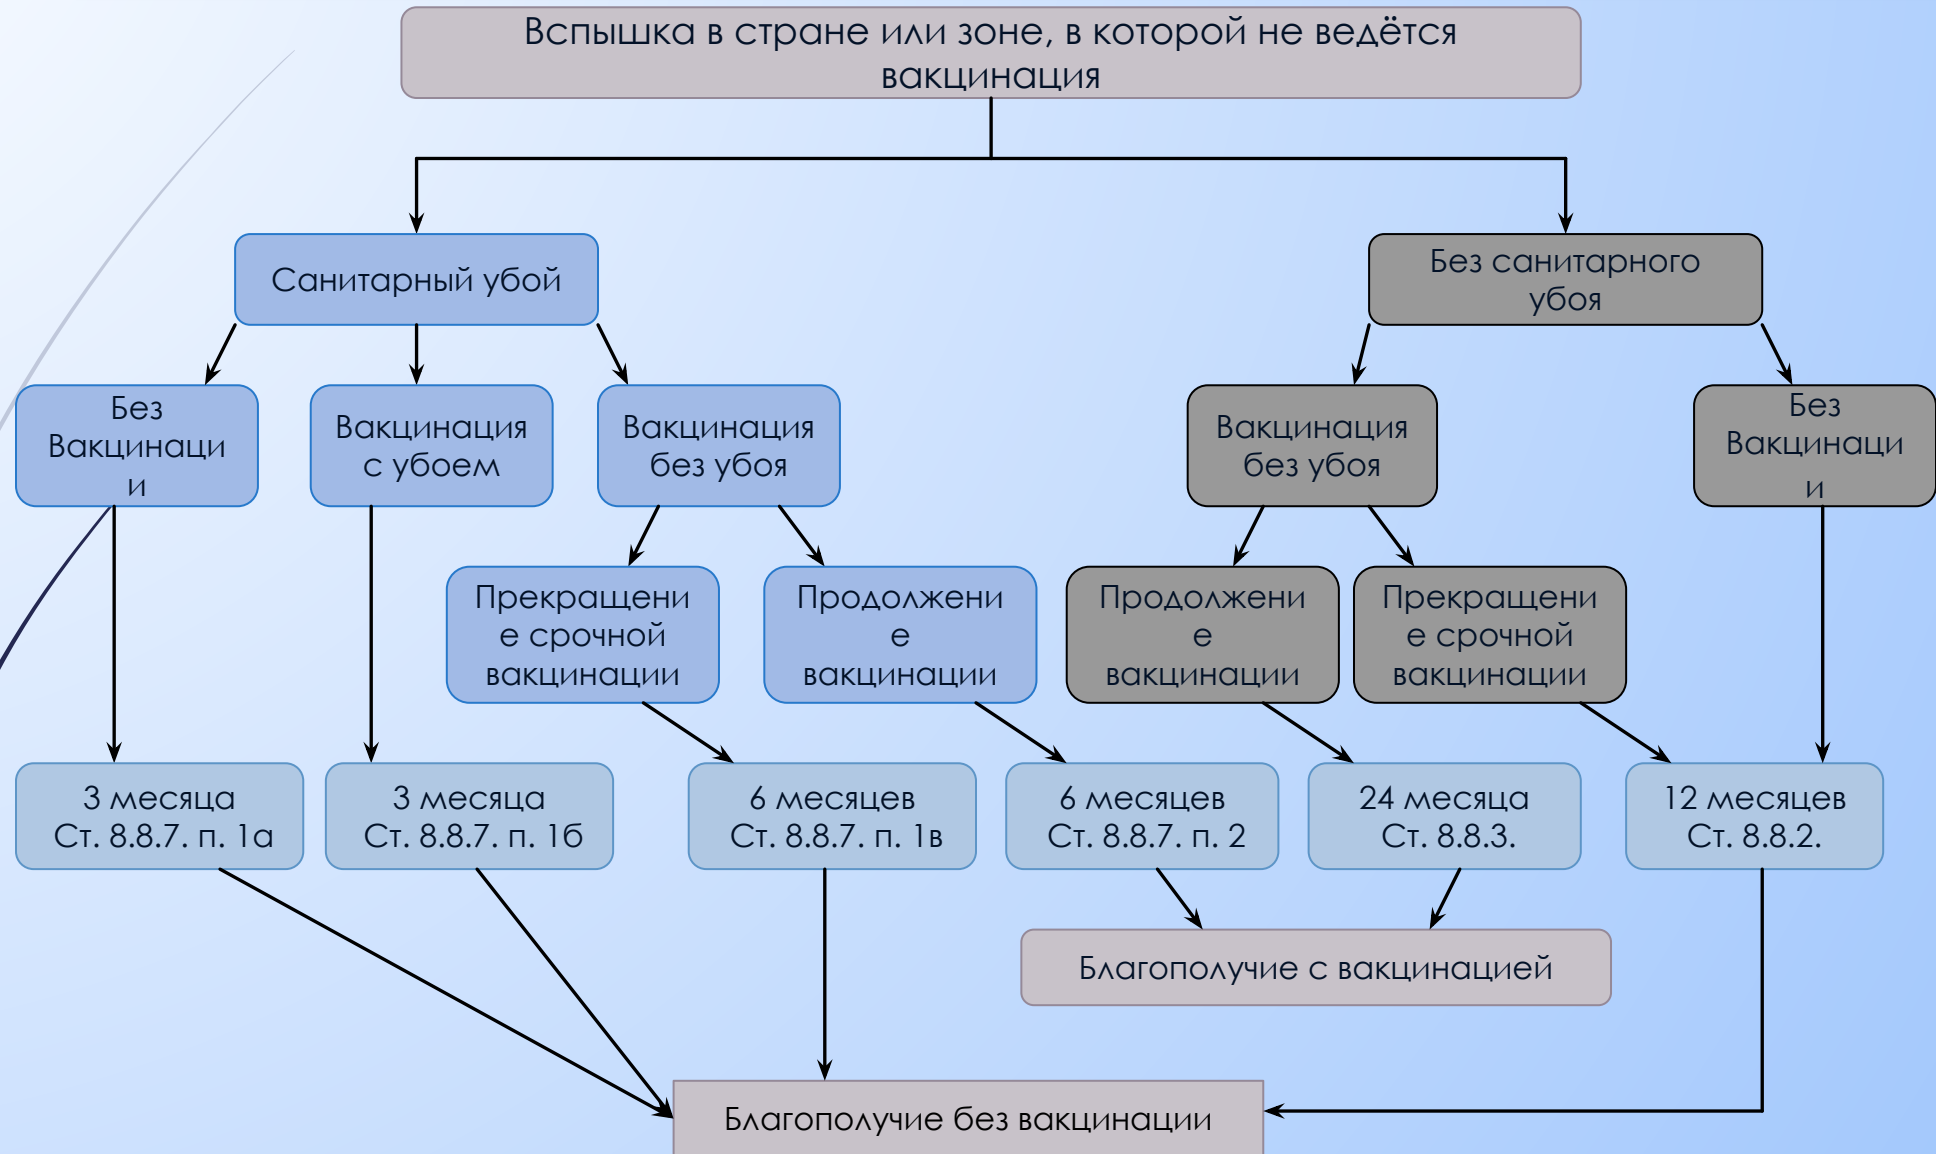 Вспышка в стране или зоне, в которой не ведётся
вакцинация
Санитарный убой
Без санитарного
убоя
Без
Вакцинаци
и
Вакцинация
с убоем
Вакцинация
без убоя
Вакцинация
без убоя
Без
Вакцинаци
и
Прекращени
е срочной
вакцинации
Продолжени
е
вакцинации
Продолжени
е
вакцинации
Прекращени
е срочной
вакцинации
3 месяца
Ст. 8.8.7. п. 1а
3 месяца
Ст. 8.8.7. п. 1б
6 месяцев
Ст. 8.8.7. п. 1в
6 месяцев
Ст. 8.8.7. п. 2
24 месяца
Ст. 8.8.3.
12 месяцев
Ст. 8.8.2.
Благополучие с вакцинацией
Благополучие без вакцинации